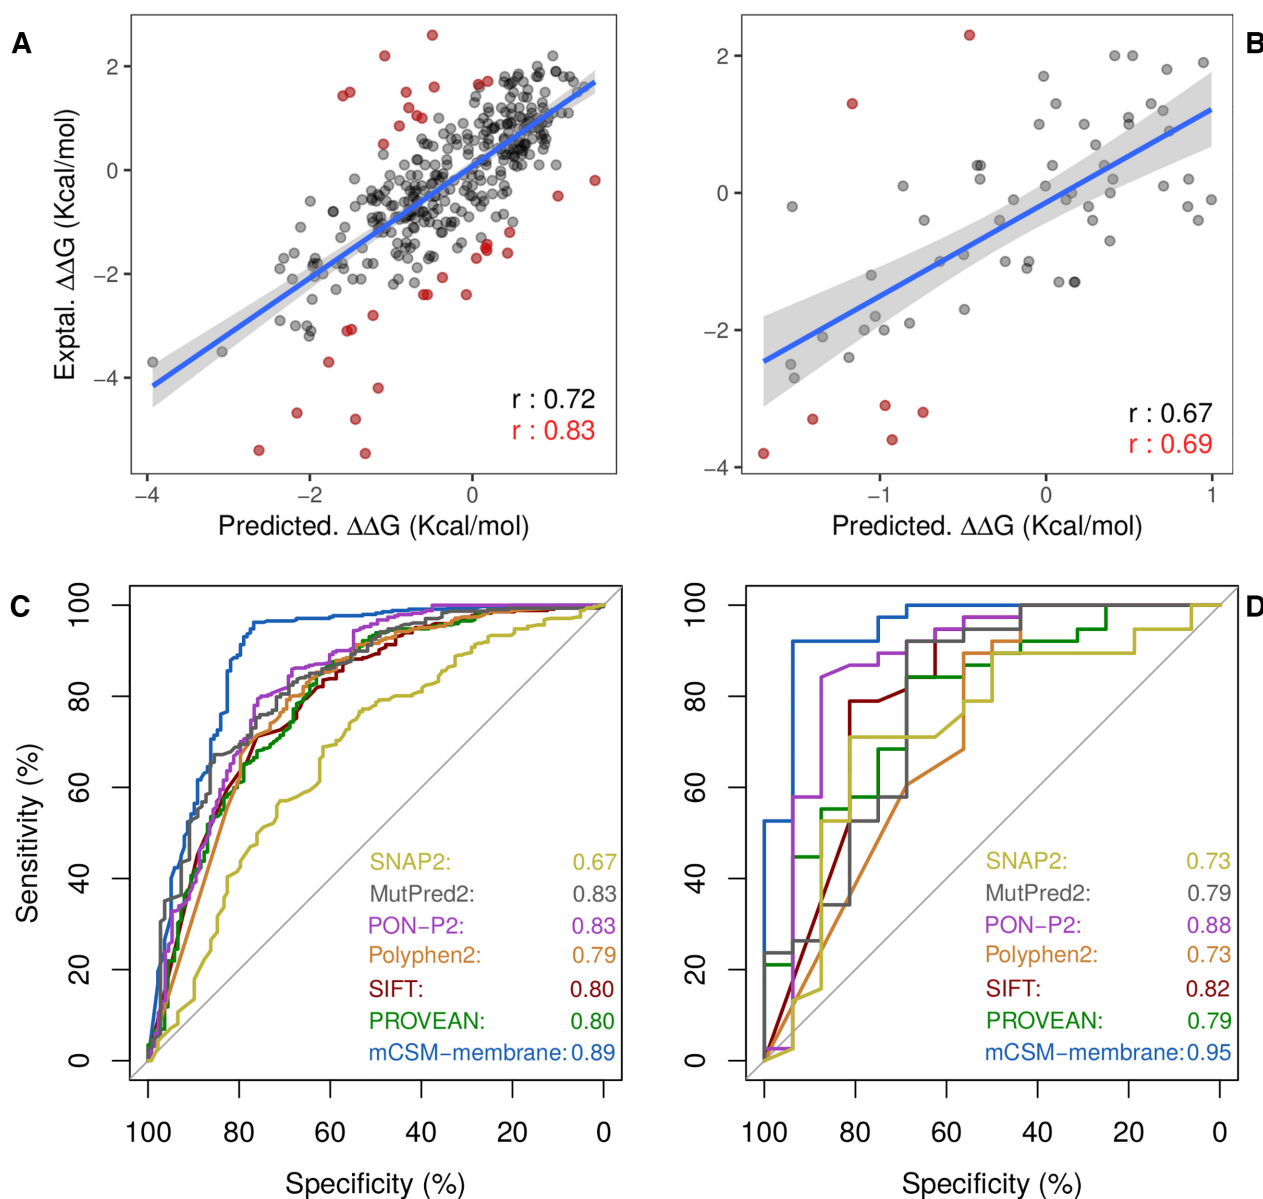 A
B
Exptal. ΔΔG (Kcal/mol)
2
0
−2
−4
r : 0.72
r : 0.83
−4
−2
0
Predicted. ΔΔG (Kcal/mol)
2
0
−2
−4
r : 0.67
r : 0.69
−1
0
1
Predicted. ΔΔG (Kcal/mol)
C
Sensitivity (%)
100
80
60
40
20
0
SNAP2: 0.67
MutPred2: 0.83
PON−P2: 0.83
Polyphen2: 0.79
SIFT: 0.80
PROVEAN: 0.80
mCSM−membrane: 0.89
100 80 60 40 20 0
Specificity (%)
D
100
80
60
40
20
0
SNAP2: 0.73
MutPred2: 0.79
PON−P2: 0.88
Polyphen2: 0.73
SIFT: 0.82
PROVEAN: 0.79
mCSM−membrane: 0.95
100 80 60 40 20 0
Specificity (%)